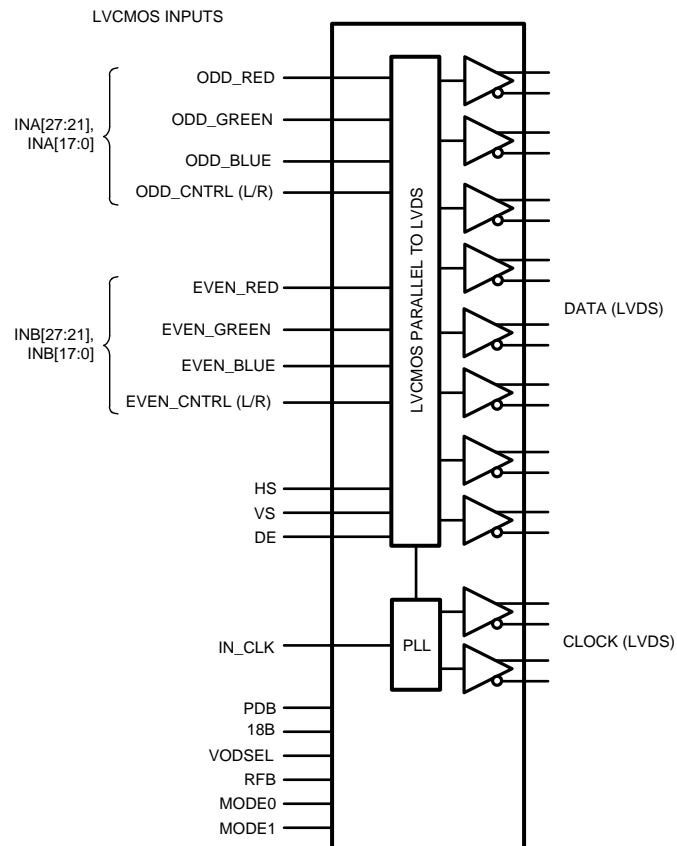 LVCMOS INPUTS
ODD_RED
ODD_GREEN
INA[27:21],
INA[17:0]
ODD_BLUE
ODD_CNTRL (L/R)
EVEN_RED
EVEN_GREEN
INB[27:21],
INB[17:0]
EVEN_BLUE
EVEN_CNTRL (L/R)
HS
VS
DE
LVCMOS PARALLEL TO LVDS
DATA (LVDS)
IN_CLK
PLL
CLOCK (LVDS)
PDB
18B
VODSEL
RFB
MODE0
MODE1